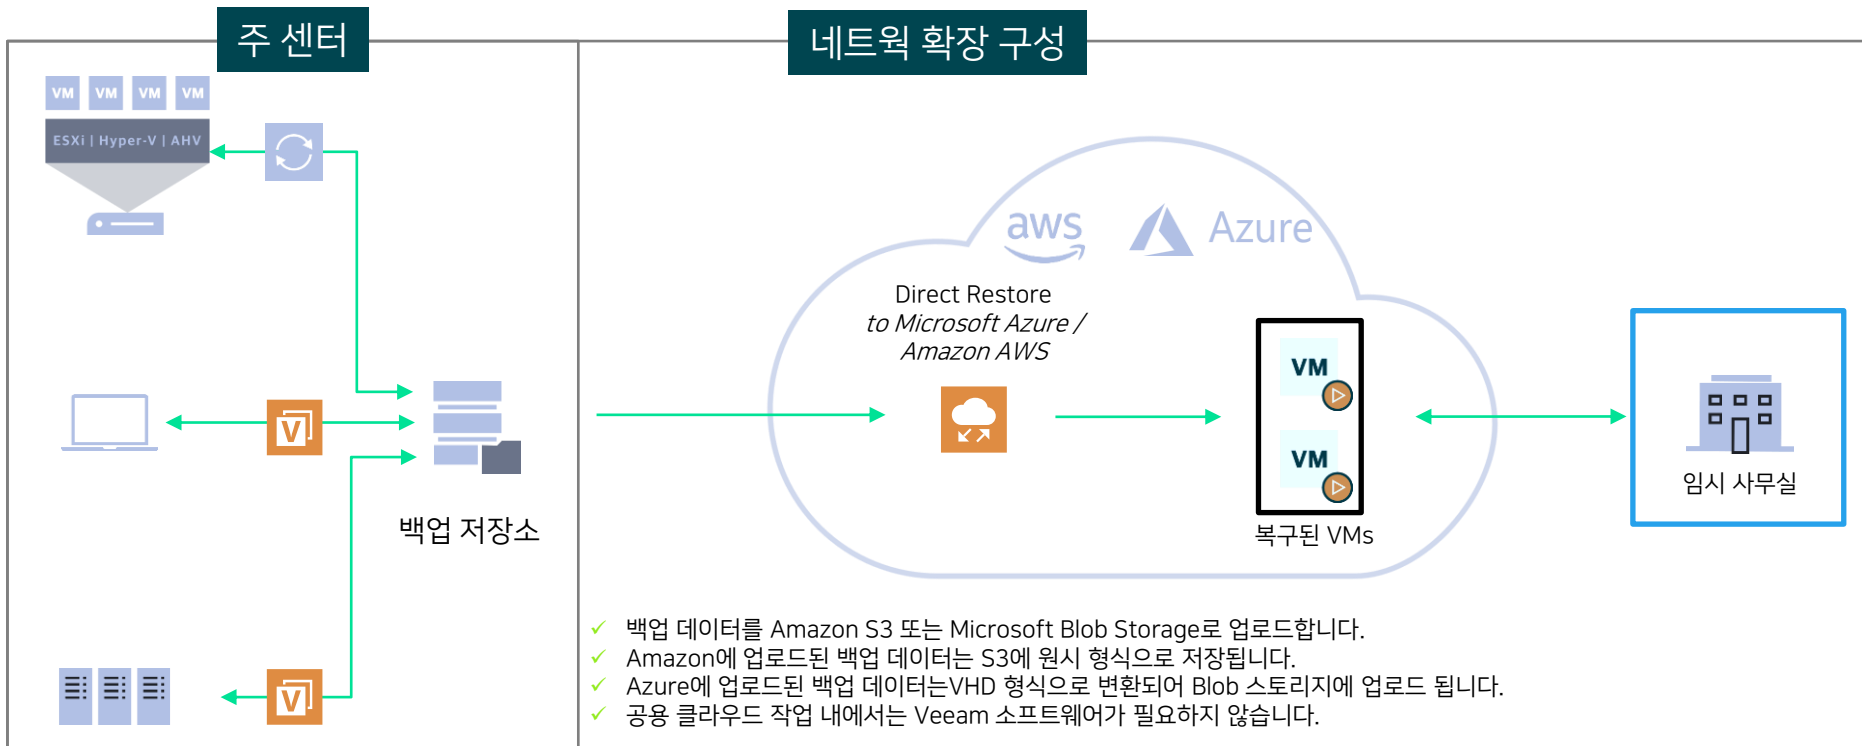 주 센터
네트웍 확장 구성
VM VM VM VM
ESXi | Hyper-V | AHV
aws
Azure
Direct Restore
to Microsoft Azure /
Amazon AWS
VM
VM
V
V
백업 저장소
복구된 VMs
임시 사무실
✓ 백업 데이터를 Amazon S3 또는 Microsoft Blob Storage로 업로드합니다.
✓ Amazon에 업로드된 백업 데이터는 S3에 원시 형식으로 저장됩니다.
✓ Azure에 업로드된 백업 데이터는VHD 형식으로 변환되어 Blob 스토리지에 업로드 됩니다.
✓ 공용 클라우드 작업 내에서는 Veeam 소프트웨어가 필요하지 않습니다.